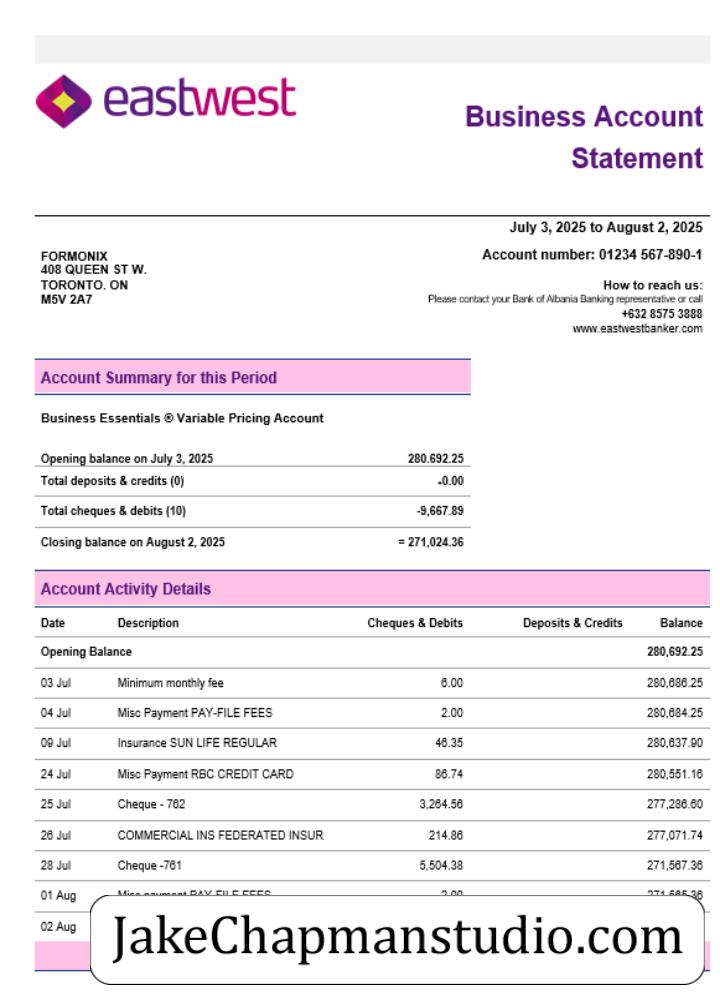 eastwest
Business Account
Statement
July 3, 2025 to August 2, 2025
FORMONIX
408 QUEEN ST W.
TORONTO. ON
M5V 2A7
Account number: 01234 567-890-1
How to reach us:
Please contact your Bank of Albania Banking representative or call
+632 8575 3888
www.eastwestbanker.com
Account Summary for this Period
Business Essentials ® Variable Pricing Account
Opening balance on July 3, 2025 280.692.25
Total deposits & credits (0) -0.00
Total cheques & debits (10) -9,667.89
Closing balance on August 2, 2025 = 271,024.36
Account Activity Details
Date Description Cheques & Debits Deposits & Credits Balance
Opening Balance 280,692.25
03 Jul Minimum monthly fee 6.00 280,686.25
04 Jul Misc Payment PAY-FILE FEES 2.00 280,684.25
09 Jul Insurance SUN LIFE REGULAR 46.35 280,637.90
24 Jul Misc Payment RBC CREDIT CARD 86.74 280,551.16
25 Jul Cheque - 762 3,264.56 277,286.60
26 Jul COMMERCIAL INS FEDERATED INSUR 214.86 277,071.74
28 Jul Cheque -761 5,504.38 271,567.36
01 Aug Misc payment PAY-FILE FEES 2.00 271,565.36
02 Aug
JakeChapmanstudio.com